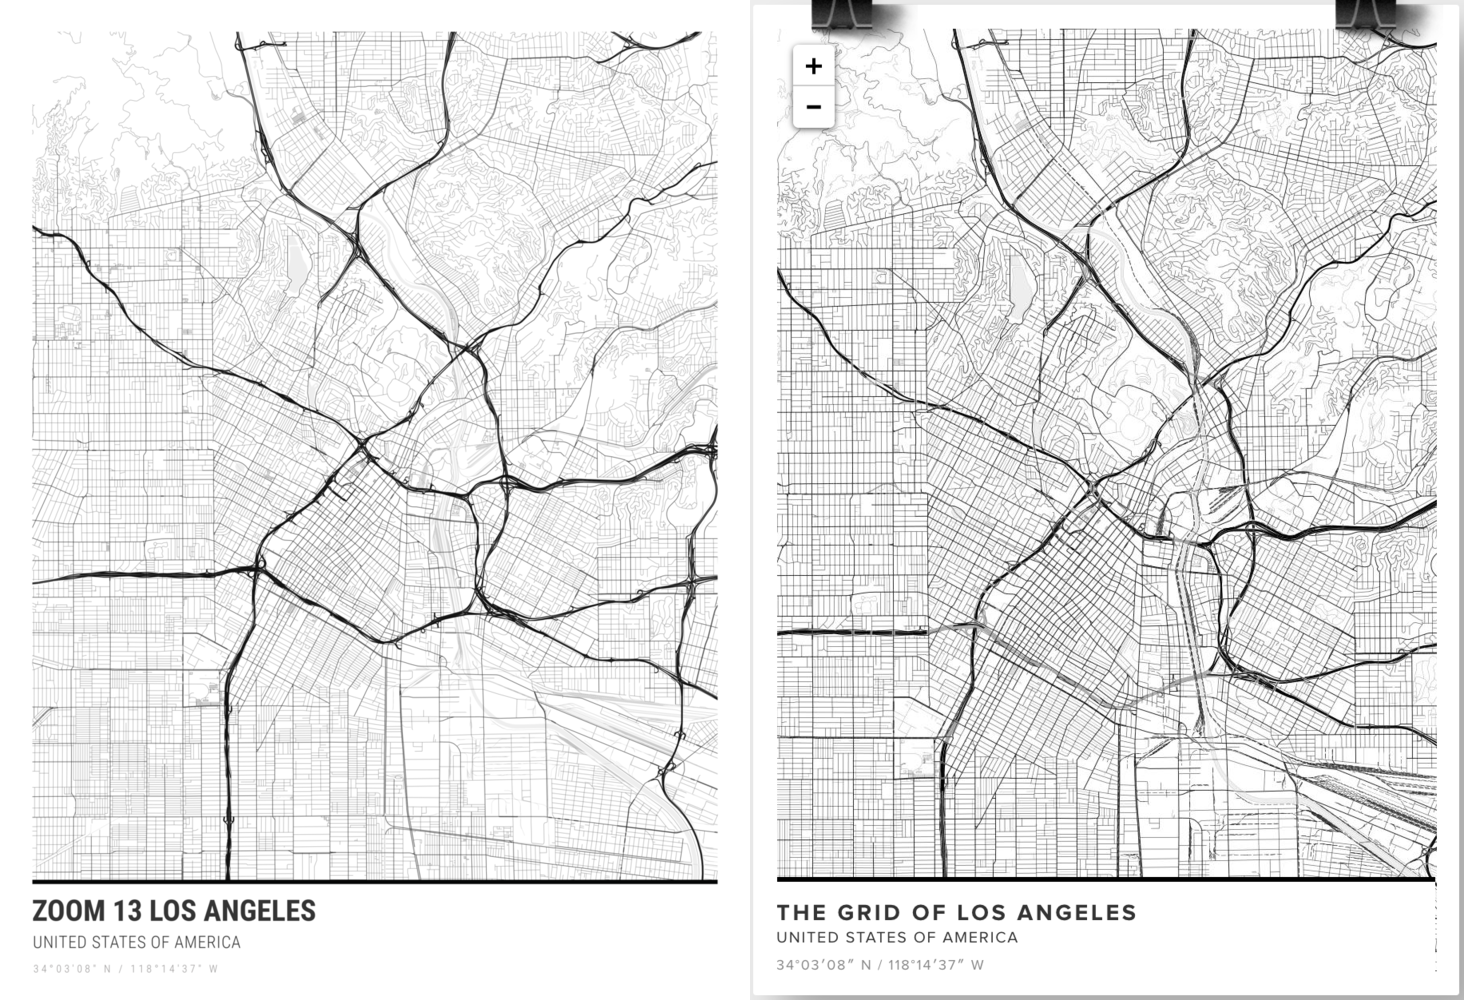 +
−
ZOOM 13 LOS ANGELES
UNITED STATES OF AMERICA
34°03'08" N / 118°14'37" W
THE GRID OF LOS ANGELES
UNITED STATES OF AMERICA
34°03′08″ N / 118°14′37″ W